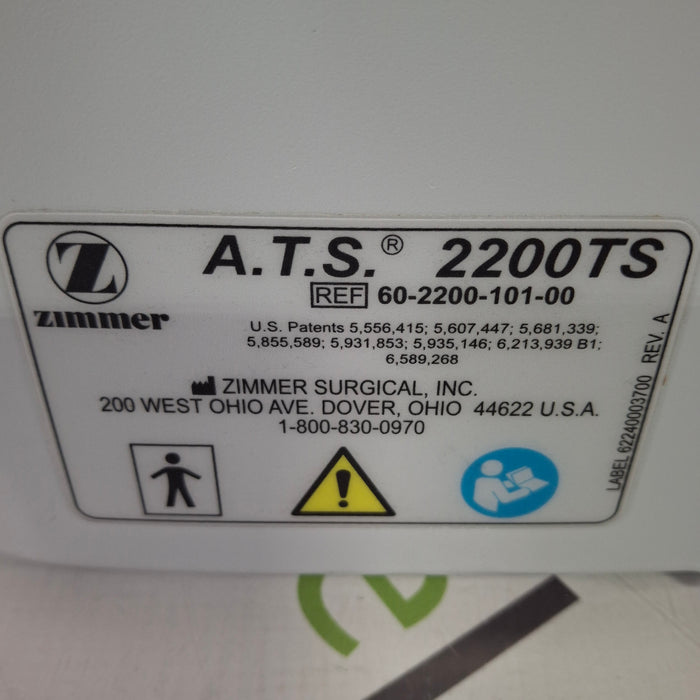 Z
zimmer
A.T.S.® 2200TS
REF 60-2200-101-00
U.S. Patents 5,556,415; 5,607,447; 5,681,339;
5,855,589; 5,931,853; 5,935,146; 6,213,939 B1;
6,589,268
ZIMMER SURGICAL, INC.
200 WEST OHIO AVE. DOVER, OHIO 44622 U.S.A.
1-800-830-0970
LABEL 62240003700 REV. A